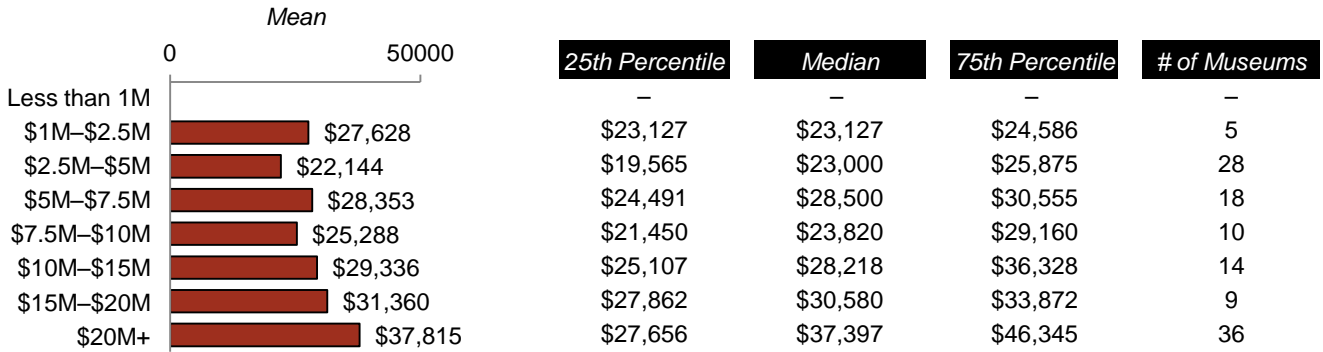 Mean
0 50000 25th Percentile Median 75th Percentile # of Museums
Less than 1M – – – –
$1M–$2.5M $27,628 $23,127 $23,127 $24,586 5
$2.5M–$5M $22,144 $19,565 $23,000 $25,875 28
$5M–$7.5M $28,353 $24,491 $28,500 $30,555 18
$7.5M–$10M $25,288 $21,450 $23,820 $29,160 10
$10M–$15M $29,336 $25,107 $28,218 $36,328 14
$15M–$20M $31,360 $27,862 $30,580 $33,872 9
$20M+ $37,815 $27,656 $37,397 $46,345 36